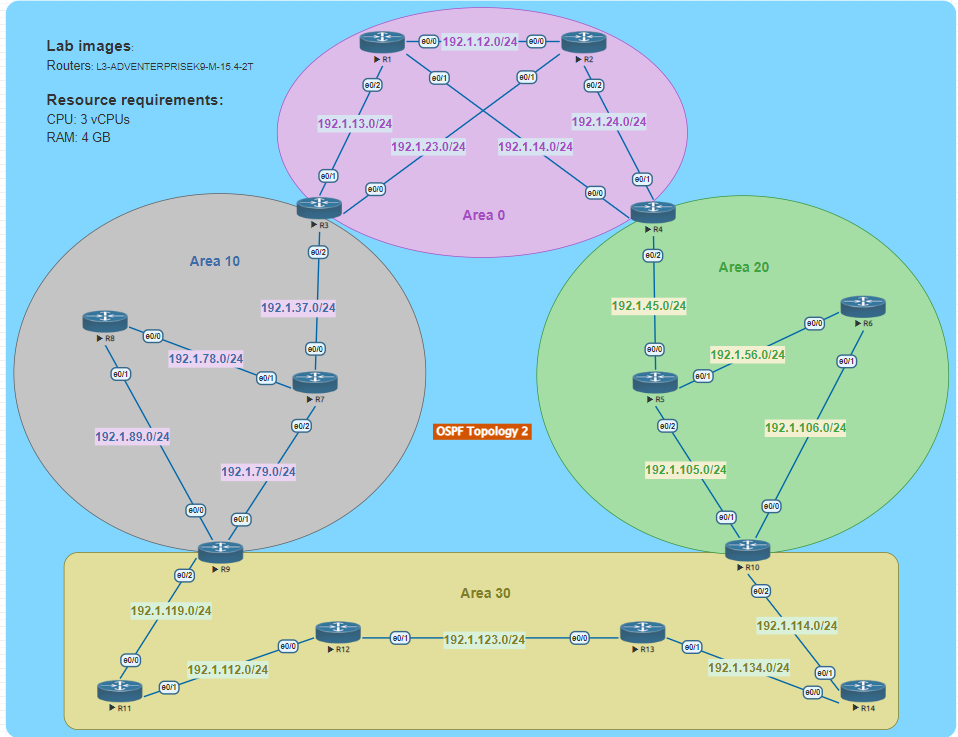 Lab images:
Routers: L3-ADVENTERPRISEK9-M-15.4-2T
Resource requirements:
CPU: 3 vCPUs
RAM: 4 GB
e0/0 192.1.12.0/24 e0/0
R1 R2
e0/2 e0/1 e0/1 e0/2
192.1.13.0/24 192.1.24.0/24
192.1.23.0/24 192.1.14.0/24
e0/1 e0/0 e0/0 e0/1
Area 0
R3 R4
e0/2 e0/2
Area 10 Area 20
192.1.37.0/24 192.1.45.0/24
R8 R6
e0/0 e0/1 e0/0 e0/1
192.1.78.0/24 192.1.56.0/24
e0/0 e0/1 e0/0 e0/1
R7 R5
e0/2 e0/2
192.1.89.0/24 OSPF Topology 2 192.1.106.0/24
192.1.79.0/24 192.1.105.0/24
e0/0 e0/1 e0/1 e0/0
R9 R10
e0/2 Area 30 e0/2
192.1.119.0/24 192.1.114.0/24
e0/0 e0/1 192.1.123.0/24 e0/0 e0/1
R12 R13
e0/0 192.1.112.0/24 192.1.134.0/24 e0/1
e0/1 e0/0
R11 R14